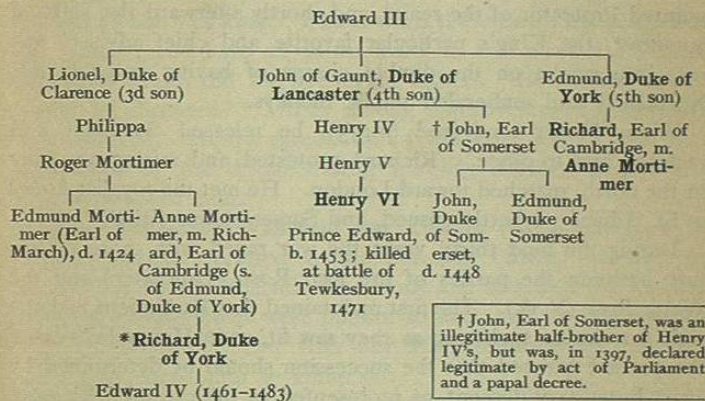 Edward III
Lionel, Duke of
Clarence (3d son)
John of Gaunt, Duke of
Lancaster (4th son)
Edmund, Duke of
York (5th son)
Philippa
Roger Mortimer
Henry IV
Henry V
Henry VI
† John, Earl
of Somerset
Richard, Earl of
Cambridge, m.
Anne Morti-
mer
Edmund Morti-
mer (Earl of
March), d. 1424
Anne Morti-
mer, m. Rich-
ard, Earl of
Cambridge (s.
of Edmund,
Duke of York)
Prince Edward,
b. 1453; killed
at battle of
Tewkesbury,
1471
John,
Duke
of Som-
erset,
d. 1448
Edmund,
Duke of
Somerset
*Richard, Duke
of York
Edward IV (1461–1483)
† John, Earl of Somerset, was an
illegitimate half-brother of Henry
IV's, but was, in 1397, declared
legitimate by act of Parliament
and a papal decree.